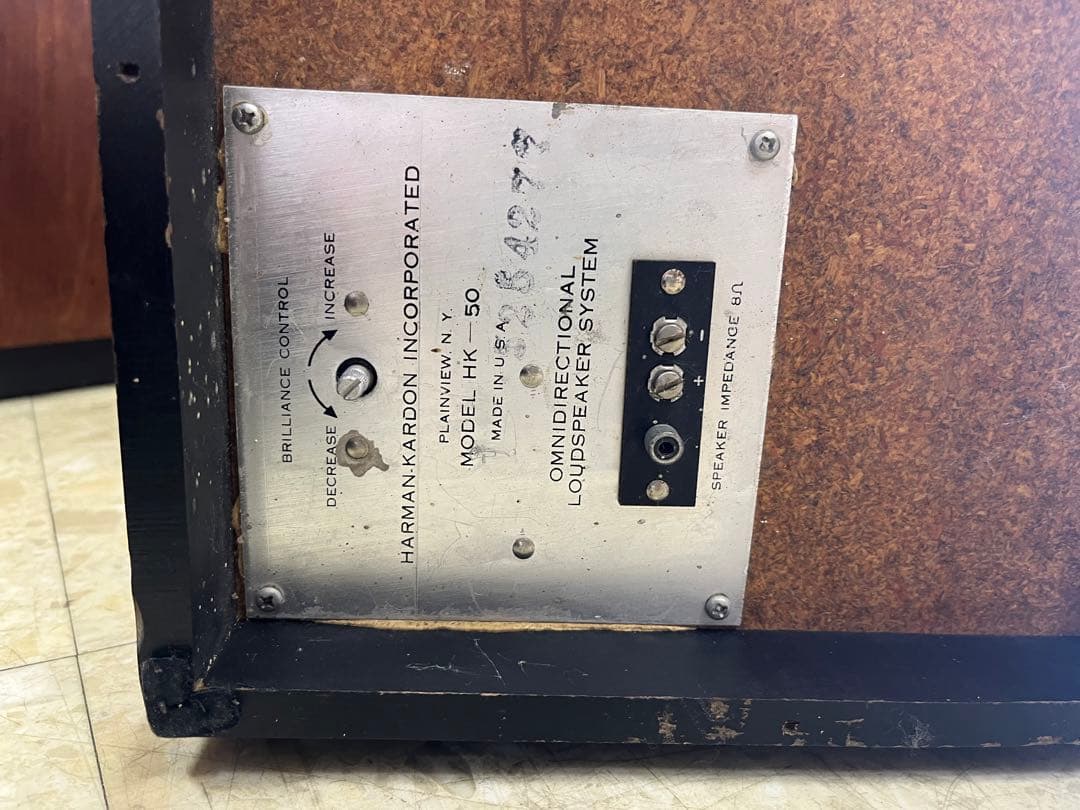 BRILLIANCE CONTROL
DECREASE INCREASE
HARMAN-KARDON INCORPORATED
PLAINVIEW, N.Y.
MODEL HK—50
MADE IN U.S.A.
OMNIDIRECTIONAL
LOUDSPEAKER SYSTEM
+ -
SPEAKER IMPEDANCE 8Ω